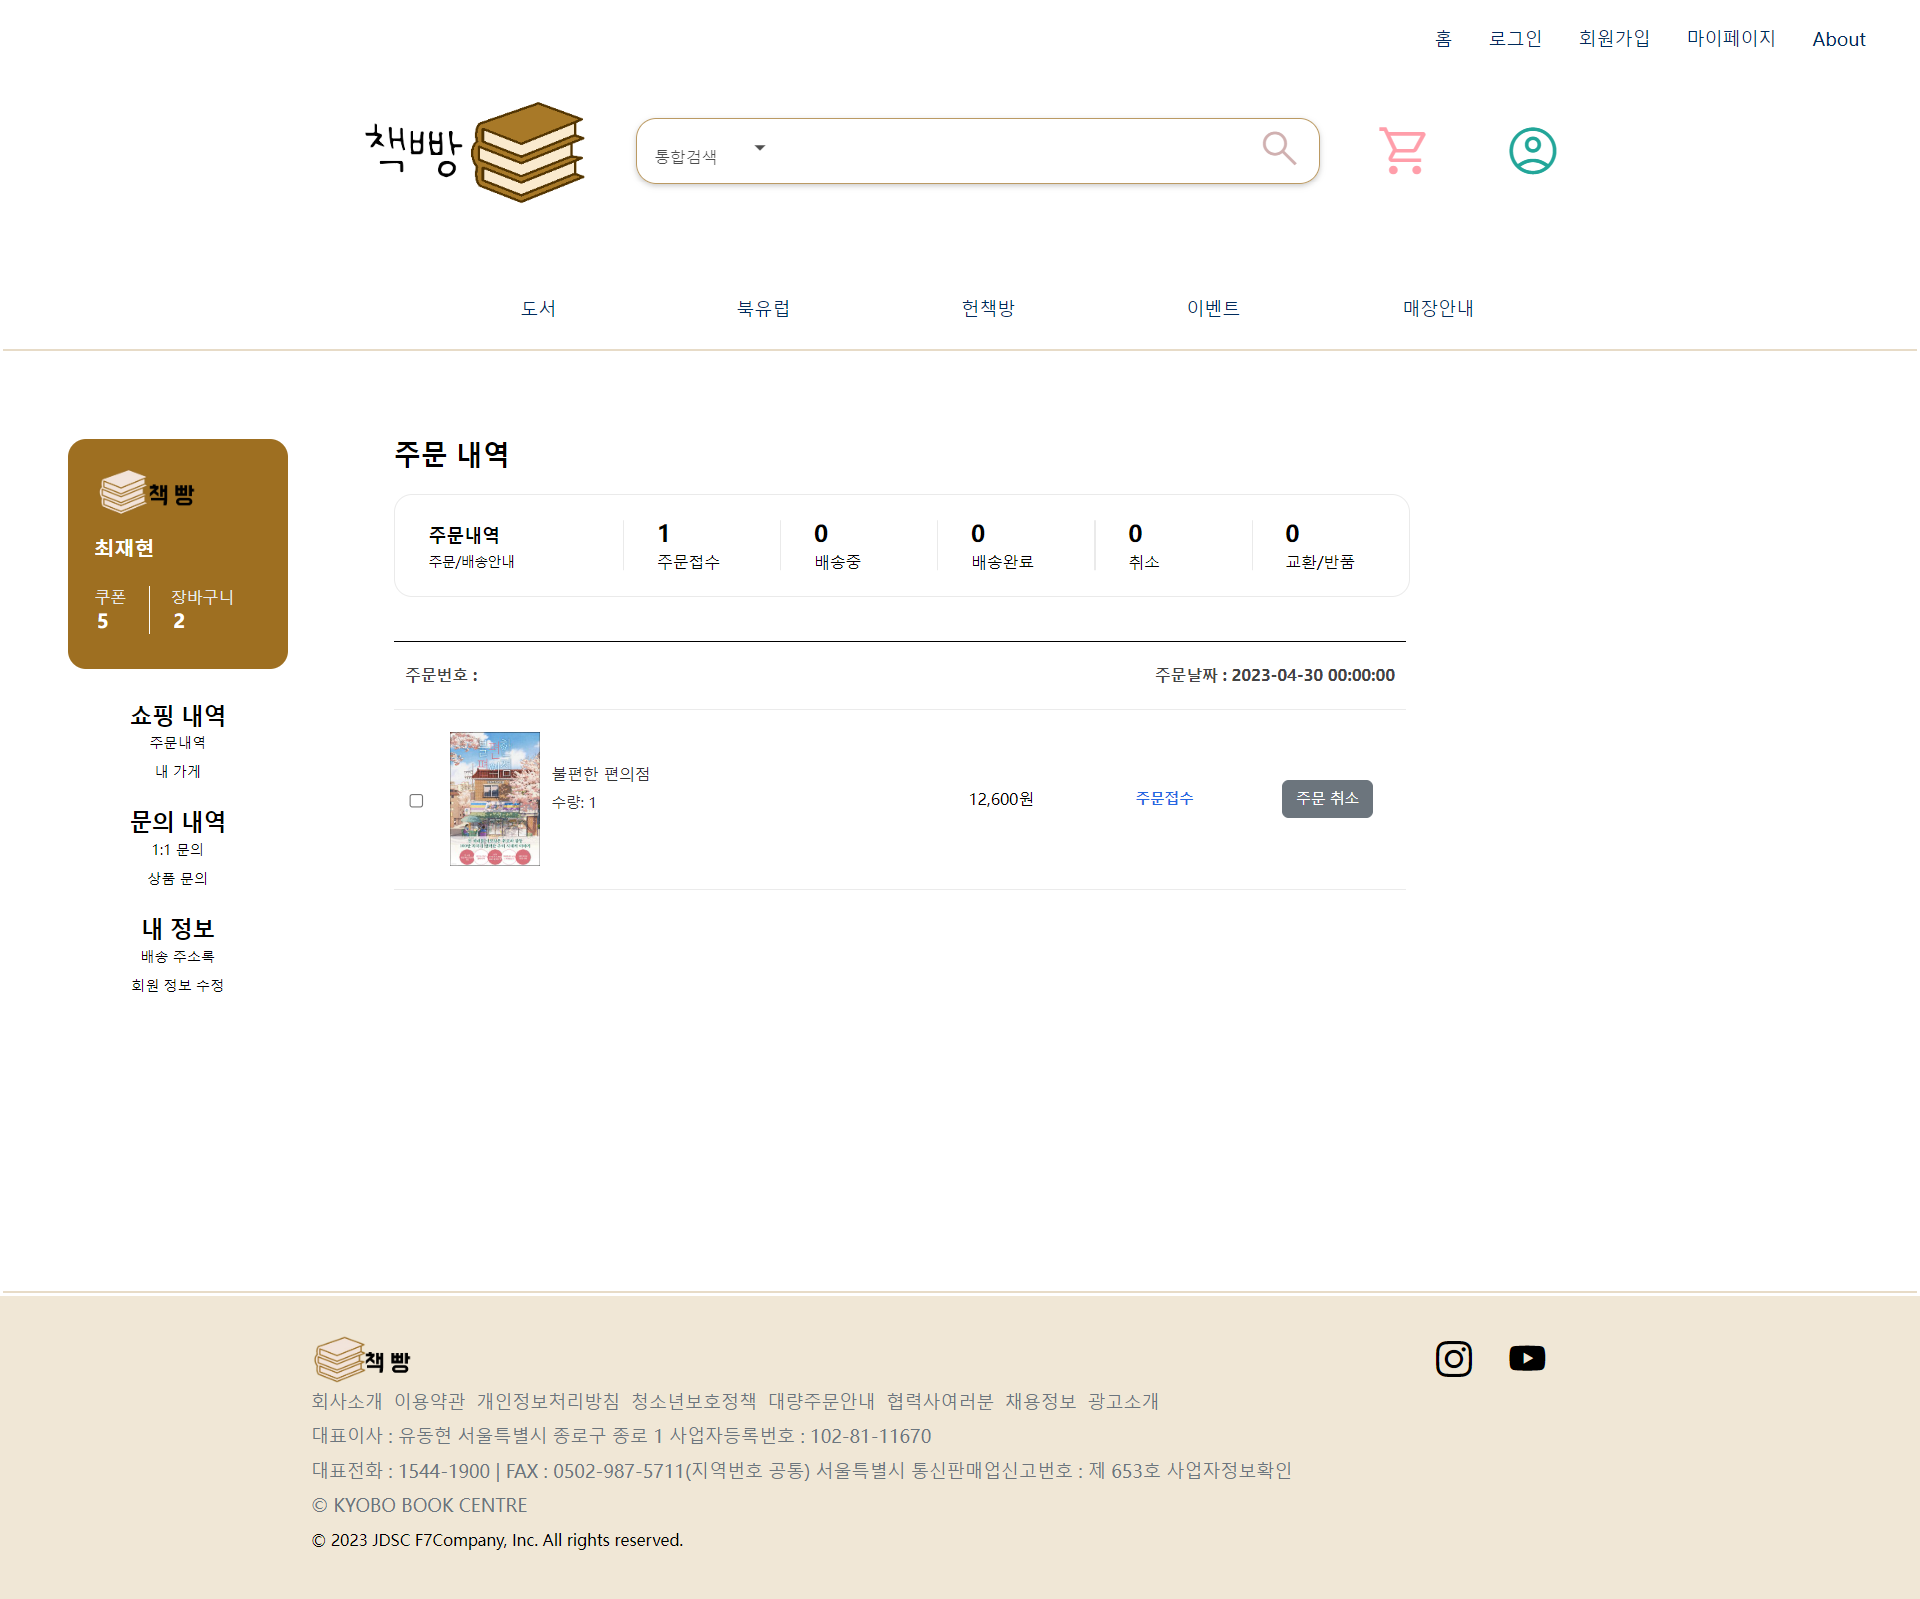 홈 로그인 회원가입 마이페이지 About
책빵
통합검색
도서 북유럽 헌책방 이벤트 매장안내
책 빵
최재현
쿠폰 장바구니
5 2
쇼핑 내역
주문내역
내 가게
문의 내역
1:1 문의
상품 문의
내 정보
배송 주소록
회원 정보 수정
주문 내역
주문내역
주문/배송안내
1
주문접수
0
배송중
0
배송완료
0
취소
0
교환/반품
주문번호 : 주문날짜 : 2023-04-30 00:00:00
불편한 편의점
불편한 편의점
수량: 1
12,600원 주문접수 주문 취소
책 빵
회사소개 이용약관 개인정보처리방침 청소년보호정책 대량주문안내 협력사여러분 채용정보 광고소개
대표이사 : 유동현 서울특별시 종로구 종로 1 사업자등록번호 : 102-81-11670
대표전화 : 1544-1900 | FAX : 0502-987-5711(지역번호 공통) 서울특별시 통신판매업신고번호 : 제 653호 사업자정보확인
© KYOBO BOOK CENTRE
© 2023 JDSC F7Company, Inc. All rights reserved.